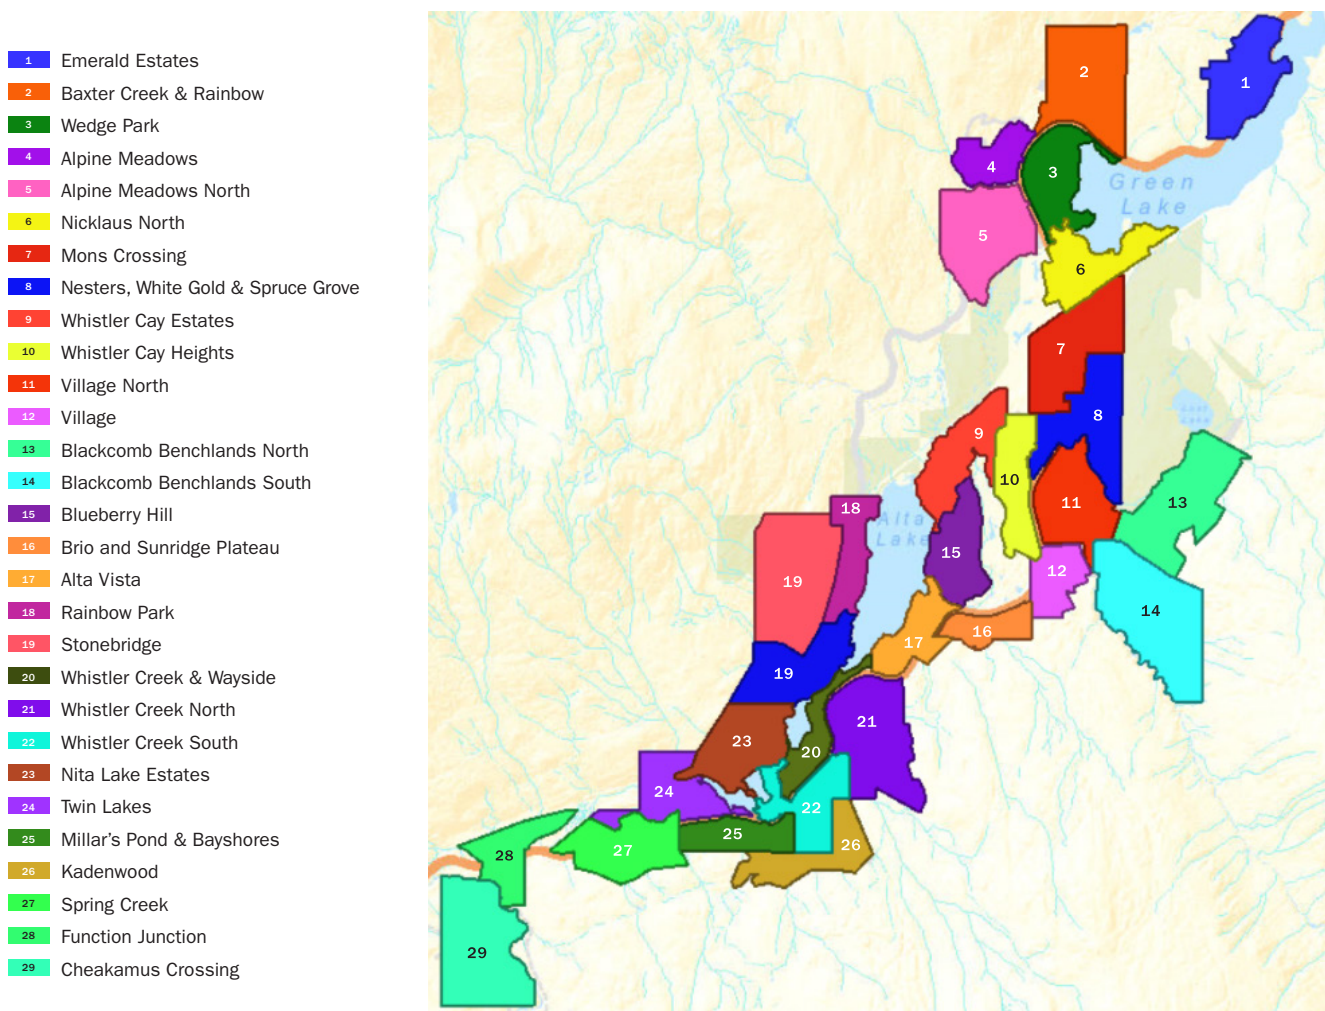 1 Emerald Estates
2 Baxter Creek & Rainbow
3 Wedge Park
4 Alpine Meadows
5 Alpine Meadows North
6 Nicklaus North
7 Mons Crossing
8 Nesters, White Gold & Spruce Grove
9 Whistler Cay Estates
10 Whistler Cay Heights
11 Village North
12 Village
13 Blackcomb Benchlands North
14 Blackcomb Benchlands South
15 Blueberry Hill
16 Brio and Sunridge Plateau
17 Alta Vista
18 Rainbow Park
19 Stonebridge
20 Whistler Creek & Wayside
21 Whistler Creek North
22 Whistler Creek South
23 Nita Lake Estates
24 Twin Lakes
25 Millar's Pond & Bayshores
26 Kadenwood
27 Spring Creek
28 Function Junction
29 Cheakamus Crossing
2
1
4
3
Green
Lake
5
6
7
8
9
10
11
13
18
Alta
Lake
15
12
19
14
16
17
19
21
23
20
24
22
25
26
27
28
29